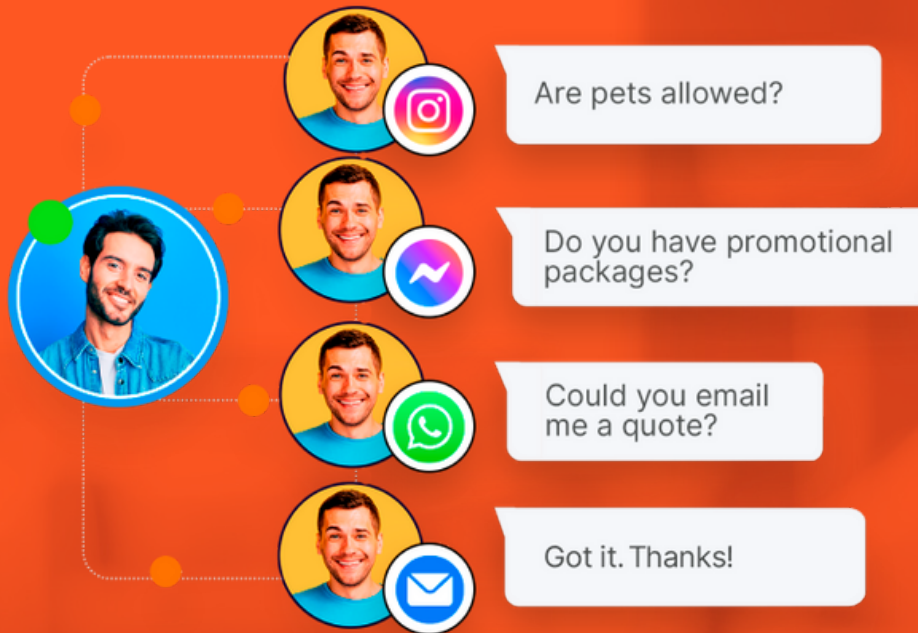 Are pets allowed?
Do you have promotional
packages?
Could you email
me a quote?
Got it. Thanks!